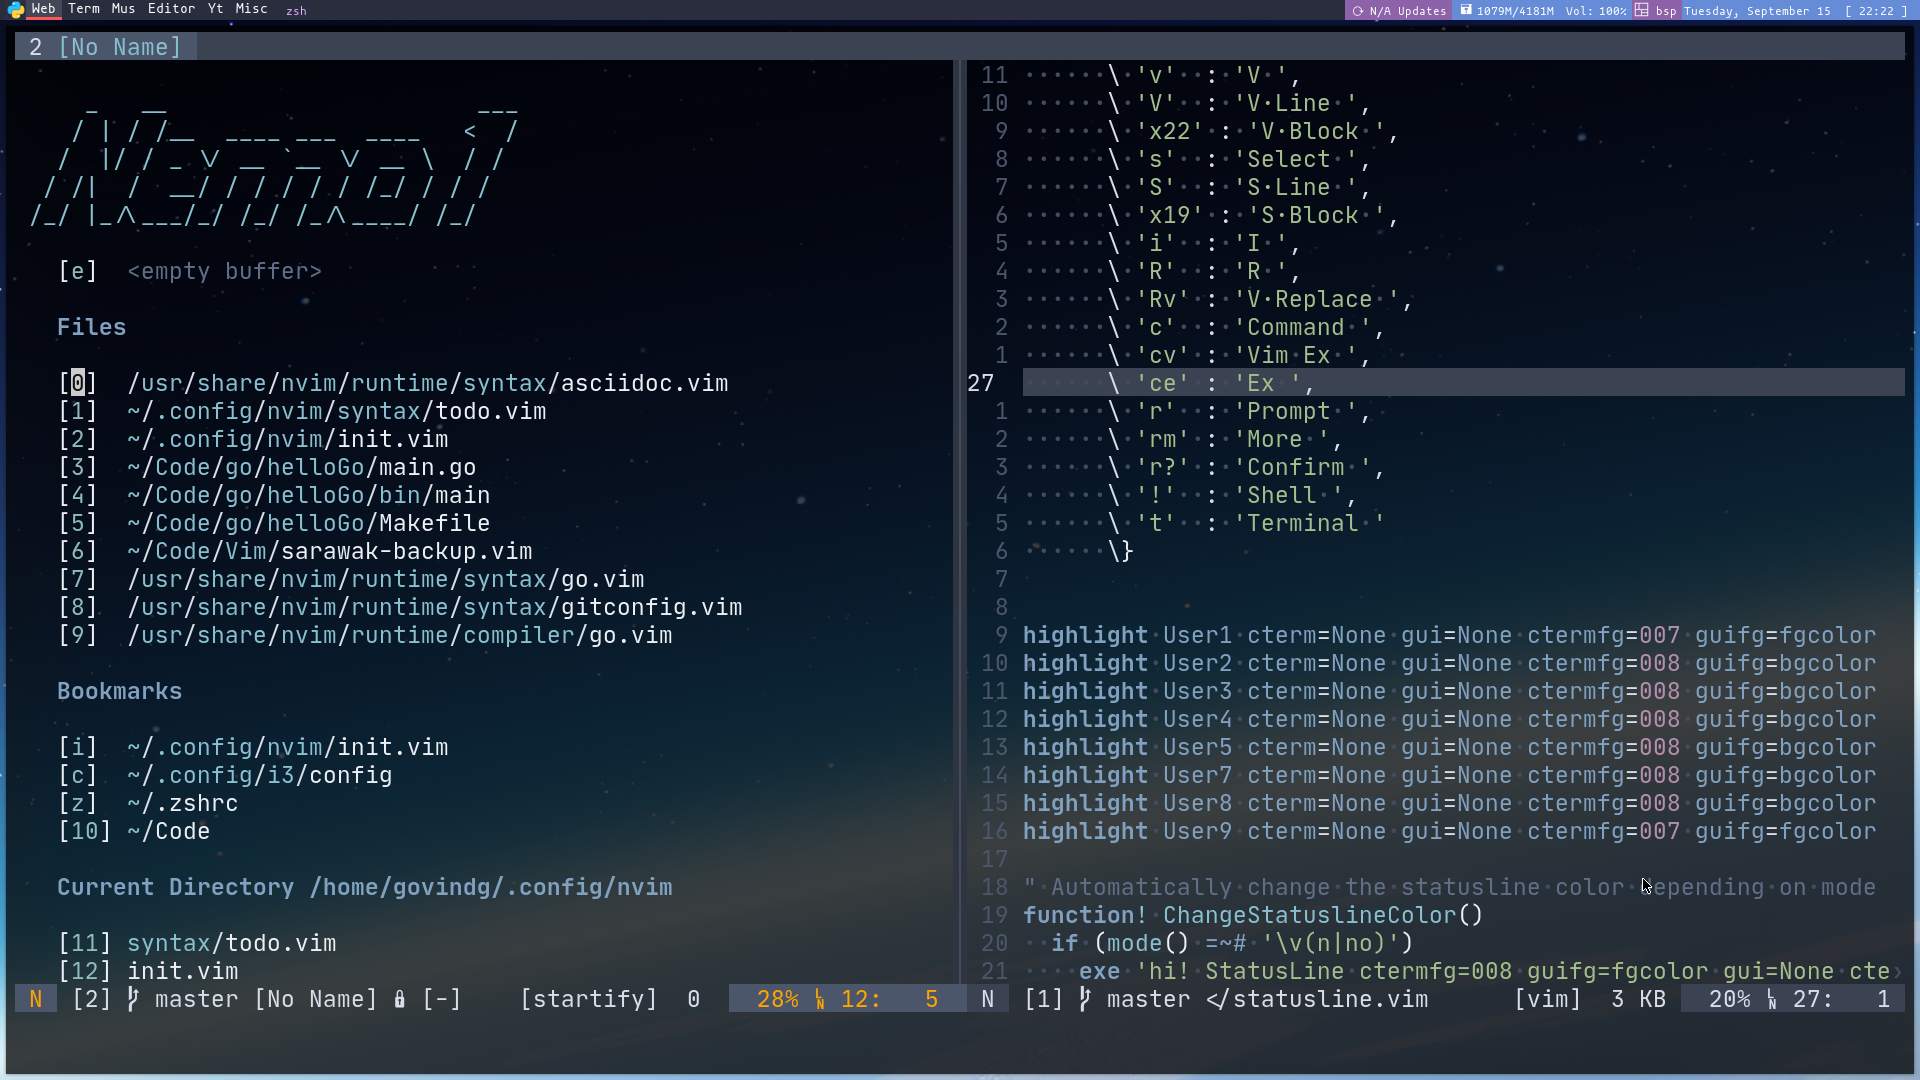 Web Term Mus Editor Yt Misc zsh
N/A Updates 1079M/4181M Vol: 100% bsp Tuesday, September 15 [ 22:22 ]
2 [No Name]
Nemo1
[e] <empty buffer>
Files
[0] /usr/share/nvim/runtime/syntax/asciidoc.vim
[1] ~/.config/nvim/syntax/todo.vim
[2] ~/.config/nvim/init.vim
[3] ~/Code/go/helloGo/main.go
[4] ~/Code/go/helloGo/bin/main
[5] ~/Code/go/helloGo/Makefile
[6] ~/Code/Vim/sarawak-backup.vim
[7] /usr/share/nvim/runtime/syntax/go.vim
[8] /usr/share/nvim/runtime/syntax/gitconfig.vim
[9] /usr/share/nvim/runtime/compiler/go.vim
Bookmarks
[i] ~/.config/nvim/init.vim
[c] ~/.config/i3/config
[z] ~/.zshrc
[10] ~/Code
Current Directory /home/govindg/.config/nvim
[11] syntax/todo.vim
[12] init.vim
N [2] master [No Name] [-] [startify] 0 28% 12: 5
11 ······\·'v'··:·'V·',
10 ······\·'V'··:·'V·Line·',
9 ······\·'x22'·:·'V·Block·',
8 ······\·'s'··:·'Select·',
7 ······\·'S'··:·'S·Line·',
6 ······\·'x19'·:·'S·Block·',
5 ······\·'i'··:·'I·',
4 ······\·'R'··:·'R·',
3 ······\·'Rv'·:·'V·Replace·',
2 ······\·'c'··:·'Command·',
1 ······\·'cv'·:·'Vim·Ex·',
27 ······\·'ce'·:·'Ex·',
1 ······\·'r'··:·'Prompt·',
2 ······\·'rm'·:·'More·',
3 ······\·'r?'·:·'Confirm·',
4 ······\·'!'··:·'Shell·',
5 ······\·'t'··:·'Terminal·'
6 ······\}
7
8
9 highlight·User1·cterm=None·gui=None·ctermfg=007·guifg=fgcolor
10 highlight·User2·cterm=None·gui=None·ctermfg=008·guifg=bgcolor
11 highlight·User3·cterm=None·gui=None·ctermfg=008·guifg=bgcolor
12 highlight·User4·cterm=None·gui=None·ctermfg=008·guifg=bgcolor
13 highlight·User5·cterm=None·gui=None·ctermfg=008·guifg=bgcolor
14 highlight·User7·cterm=None·gui=None·ctermfg=008·guifg=bgcolor
15 highlight·User8·cterm=None·gui=None·ctermfg=008·guifg=bgcolor
16 highlight·User9·cterm=None·gui=None·ctermfg=007·guifg=fgcolor
17
18 "·Automatically·change·the·statusline·color·depending·on·mode
19 function!·ChangeStatuslineColor()
20 ··if·(mode()·=~#·'\v(n|no)')
21 ····exe·'hi!·StatusLine·ctermfg=008·guifg=fgcolor·gui=None·cte›
N [1] master </statusline.vim [vim] 3 KB 20% 27: 1